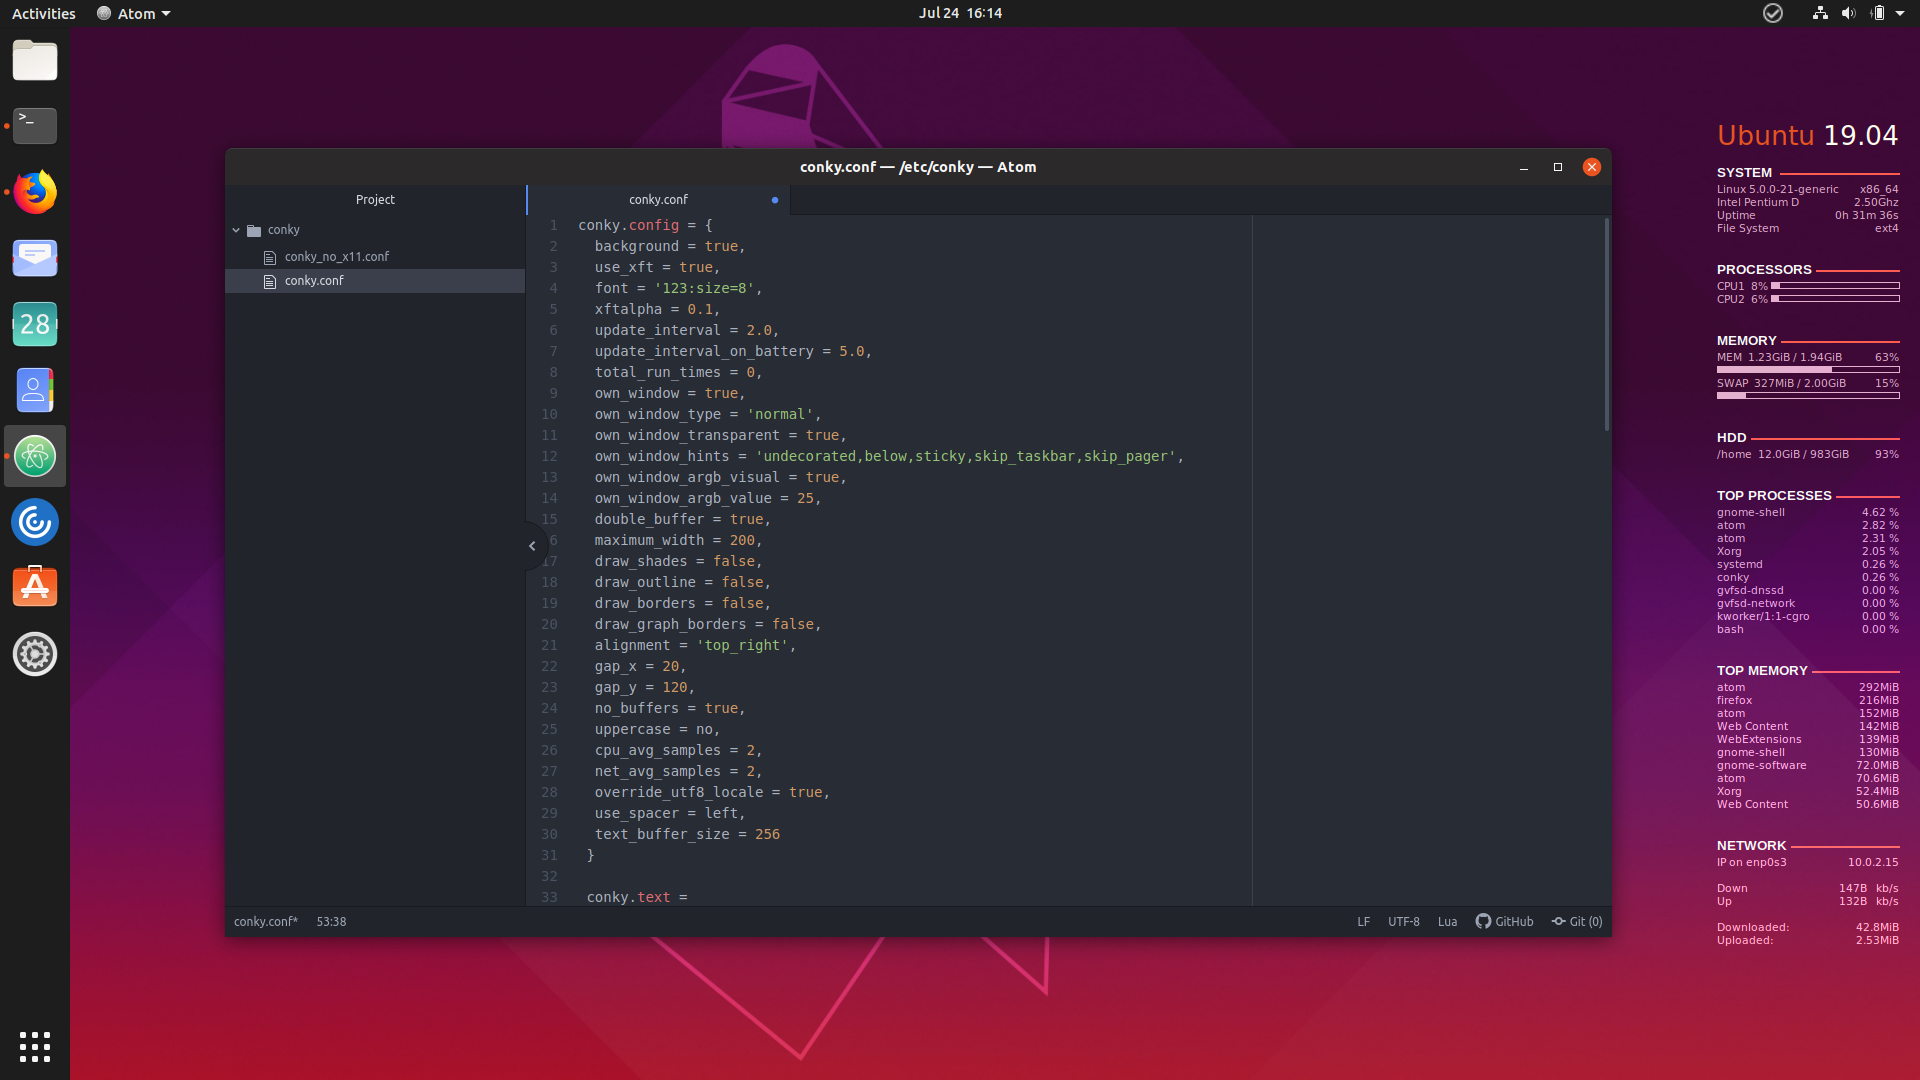 Activities Atom
Jul 24 16:14
>_
28
conky.conf — /etc/conky — Atom
Project
conky.conf
conky
conky_no_x11.conf
conky.conf
1 conky.config = {
2 background = true,
3 use_xft = true,
4 font = '123:size=8',
5 xftalpha = 0.1,
6 update_interval = 2.0,
7 update_interval_on_battery = 5.0,
8 total_run_times = 0,
9 own_window = true,
10 own_window_type = 'normal',
11 own_window_transparent = true,
12 own_window_hints = 'undecorated,below,sticky,skip_taskbar,skip_pager',
13 own_window_argb_visual = true,
14 own_window_argb_value = 25,
15 double_buffer = true,
6 maximum_width = 200,
17 draw_shades = false,
18 draw_outline = false,
19 draw_borders = false,
20 draw_graph_borders = false,
21 alignment = 'top_right',
22 gap_x = 20,
23 gap_y = 120,
24 no_buffers = true,
25 uppercase = no,
26 cpu_avg_samples = 2,
27 net_avg_samples = 2,
28 override_utf8_locale = true,
29 use_spacer = left,
30 text_buffer_size = 256
31 }
32
33 conky.text =
conky.conf* 53:38
LF UTF-8 Lua GitHub Git (0)
Ubuntu 19.04
SYSTEM
Linux 5.0.0-21-generic x86_64
Intel Pentium D 2.50Ghz
Uptime 0h 31m 36s
File System ext4
PROCESSORS
CPU1 8%
CPU2 6%
MEMORY
MEM 1.23GiB / 1.94GiB 63%
SWAP 327MiB / 2.00GiB 15%
HDD
/home 12.0GiB / 983GiB 93%
TOP PROCESSES
gnome-shell 4.62 %
atom 2.82 %
atom 2.31 %
Xorg 2.05 %
systemd 0.26 %
conky 0.26 %
gvfsd-dnssd 0.00 %
gvfsd-network 0.00 %
kworker/1:1-cgro 0.00 %
bash 0.00 %
TOP MEMORY
atom 292MiB
firefox 216MiB
atom 152MiB
Web Content 142MiB
WebExtensions 139MiB
gnome-shell 130MiB
gnome-software 72.0MiB
atom 70.6MiB
Xorg 52.4MiB
Web Content 50.6MiB
NETWORK
IP on enp0s3 10.0.2.15
Down 147B kb/s
Up 132B kb/s
Downloaded: 42.8MiB
Uploaded: 2.53MiB